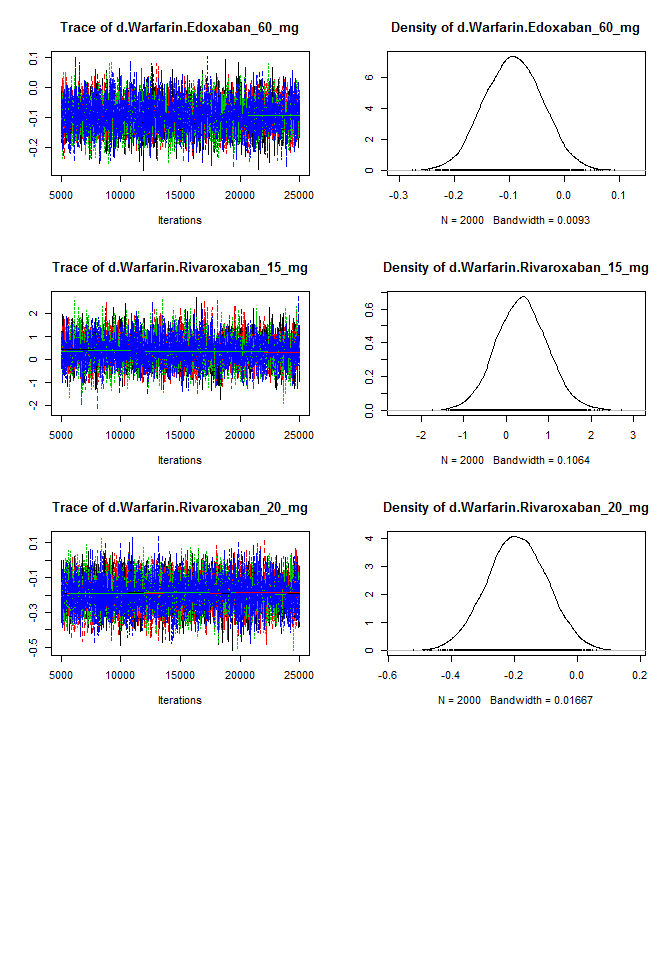 Trace of d.Warfarin.Edoxaban_60_mg
0.1
0.0
-0.1
-0.2
5000 10000 15000 20000 25000
Iterations
Density of d.Warfarin.Edoxaban_60_mg
6
4
2
0
-0.3 -0.2 -0.1 0.0 0.1
N = 2000 Bandwidth = 0.0093
Trace of d.Warfarin.Rivaroxaban_15_mg
2
1
0
-1
-2
5000 10000 15000 20000 25000
Iterations
Density of d.Warfarin.Rivaroxaban_15_mg
0.6
0.4
0.2
0.0
-2 -1 0 1 2 3
N = 2000 Bandwidth = 0.1064
Trace of d.Warfarin.Rivaroxaban_20_mg
0.1
-0.1
-0.3
-0.5
5000 10000 15000 20000 25000
Iterations
Density of d.Warfarin.Rivaroxaban_20_mg
4
3
2
1
0
-0.6 -0.4 -0.2 0.0 0.2
N = 2000 Bandwidth = 0.01667